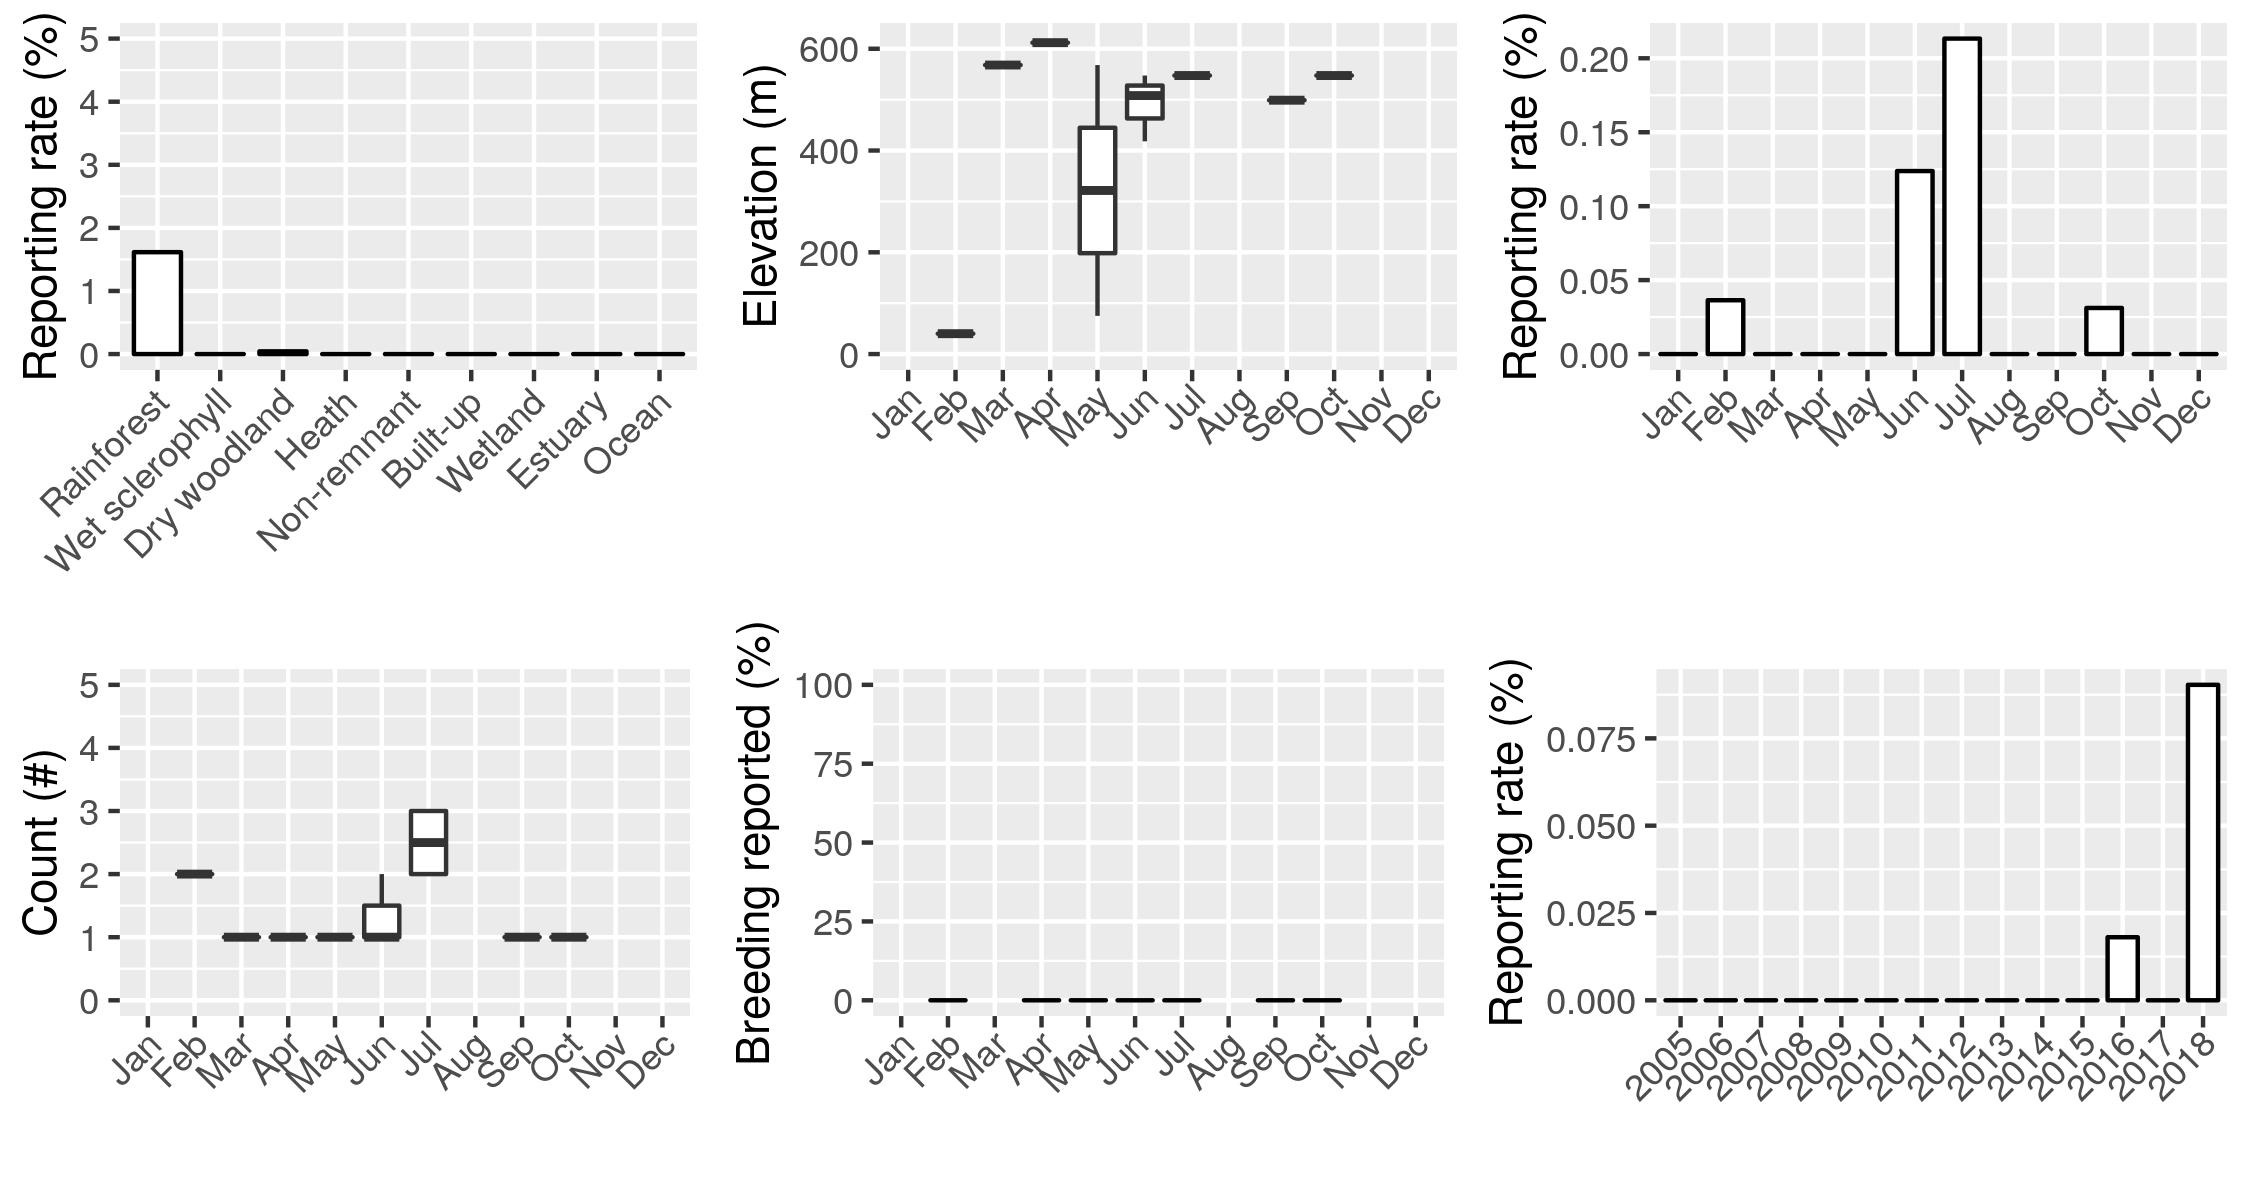 Reporting rate (%)
5
4
3
2
1
0
Rainforest
Wet sclerophyll
Dry woodland
Heath
Non-remnant
Built-up
Wetland
Estuary
Ocean
Elevation (m)
600
400
200
0
Jan
Feb
Mar
Apr
May
Jun
Jul
Aug
Sep
Oct
Nov
Dec
Reporting rate (%)
0.20
0.15
0.10
0.05
0.00
Jan
Feb
Mar
Apr
May
Jun
Jul
Aug
Sep
Oct
Nov
Dec
Count (#)
5
4
3
2
1
0
Jan
Feb
Mar
Apr
May
Jun
Jul
Aug
Sep
Oct
Nov
Dec
Breeding reported (%)
100
75
50
25
0
Jan
Feb
Mar
Apr
May
Jun
Jul
Aug
Sep
Oct
Nov
Dec
Reporting rate (%)
0.075
0.050
0.025
0.000
2005
2006
2007
2008
2009
2010
2011
2012
2013
2014
2015
2016
2017
2018